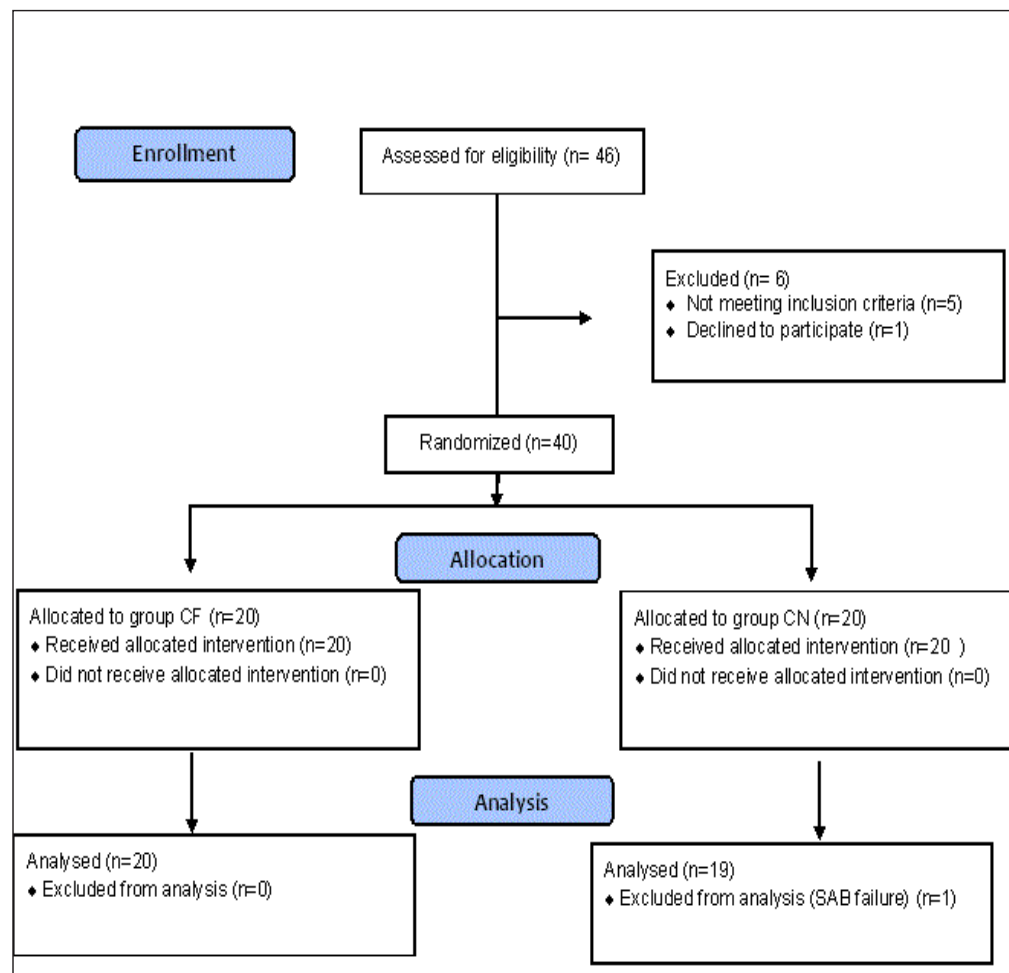 Enrollment
Assessed for eligibility (n= 46)
Excluded (n= 6)
♦ Not meeting inclusion criteria (n=5)
♦ Declined to participate (n=1)
Randomized (n=40)
Allocation
Allocated to group CF (n=20)
♦ Received allocated intervention (n=20)
♦ Did not receive allocated intervention (n=0)
Allocated to group CN (n=20)
♦ Received allocated intervention (n=20 )
♦ Did not receive allocated intervention (n=0)
Analysis
Analysed (n=20)
♦ Excluded from analysis (n=0)
Analysed (n=19)
♦ Excluded from analysis (SAB failure) (n=1)